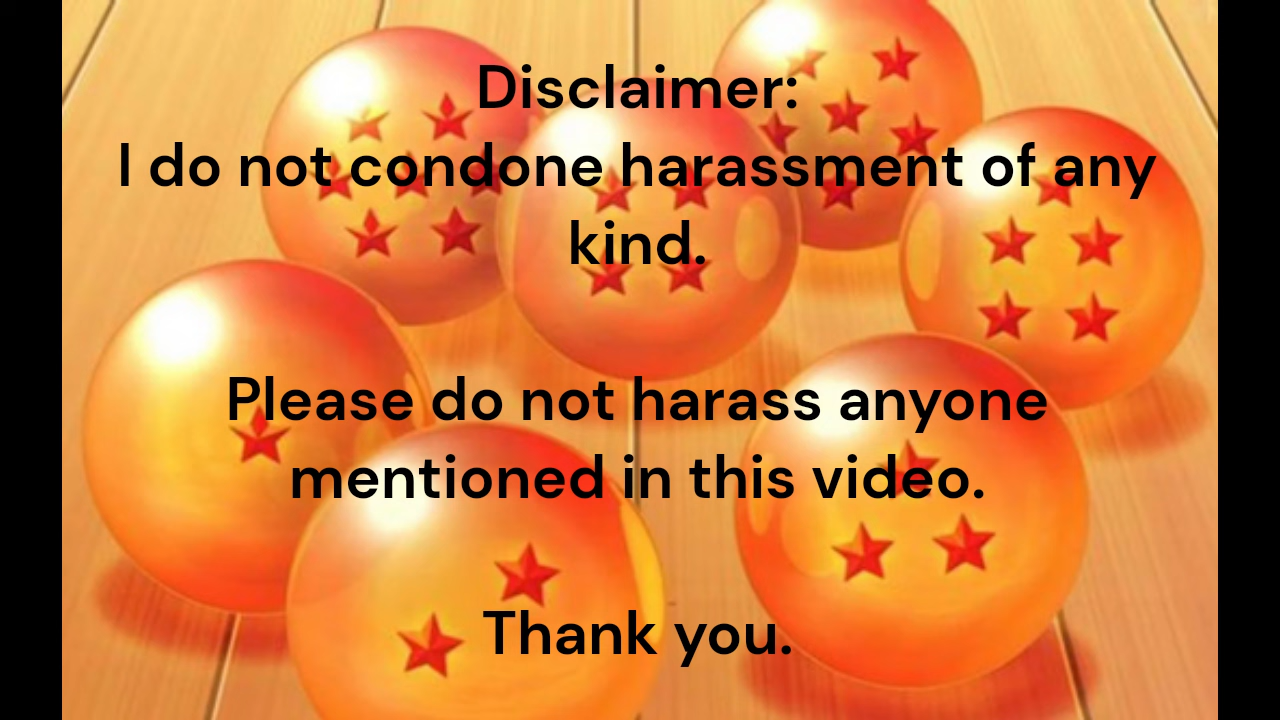 Disclaimer:
I do not condone harassment of any
kind.
Please do not harass anyone
mentioned in this video.
Thank you.